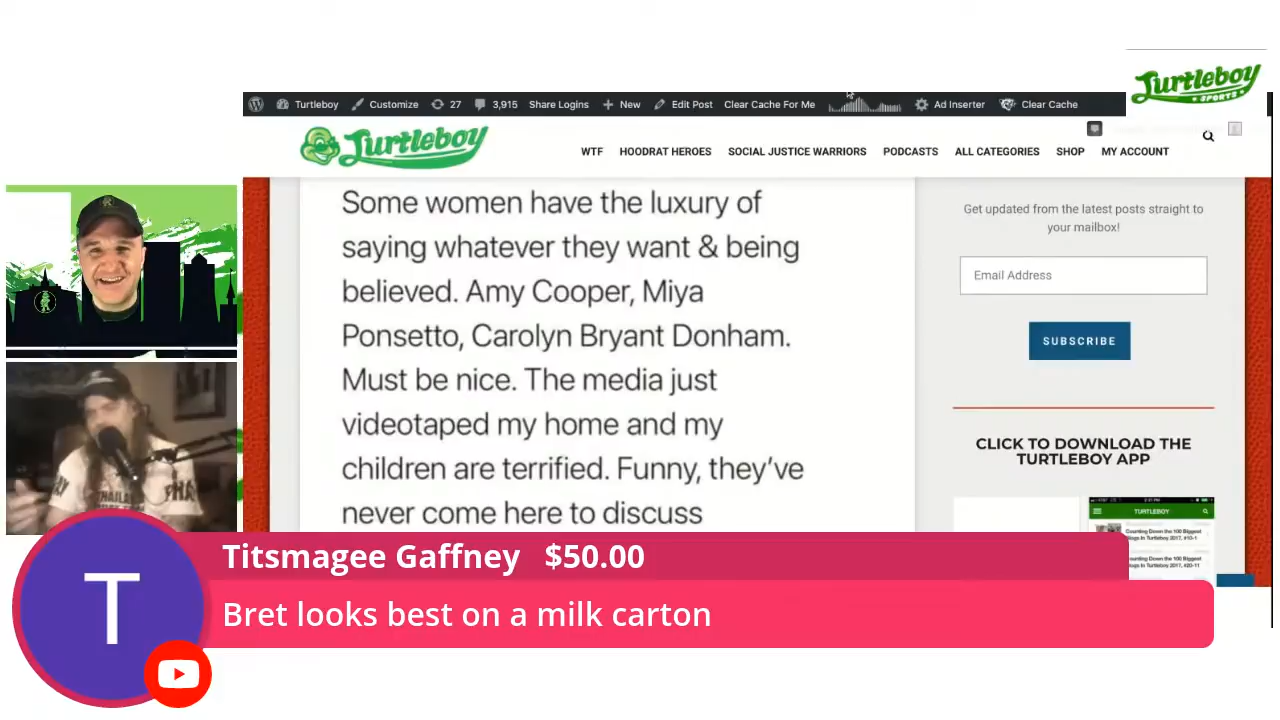 Turtleboy
SPORTS
Turtleboy Customize 27 3,915 Share Logins New Edit Post Clear Cache For Me Ad Inserter Clear Cache
Turtleboy
WTF HOODRAT HEROES SOCIAL JUSTICE WARRIORS PODCASTS ALL CATEGORIES SHOP MY ACCOUNT
Some women have the luxury of
saying whatever they want & being
believed. Amy Cooper, Miya
Ponsetto, Carolyn Bryant Donham.
Must be nice. The media just
videotaped my home and my
children are terrified. Funny, they've
never come here to discuss
Get updated from the latest posts straight to
your mailbox!
Email Address
SUBSCRIBE
CLICK TO DOWNLOAD THE
TURTLEBOY APP
TURTLEBOY
Counting Down the 100 Biggest
T
Titsmagee Gaffney $50.00
Bret looks best on a milk carton